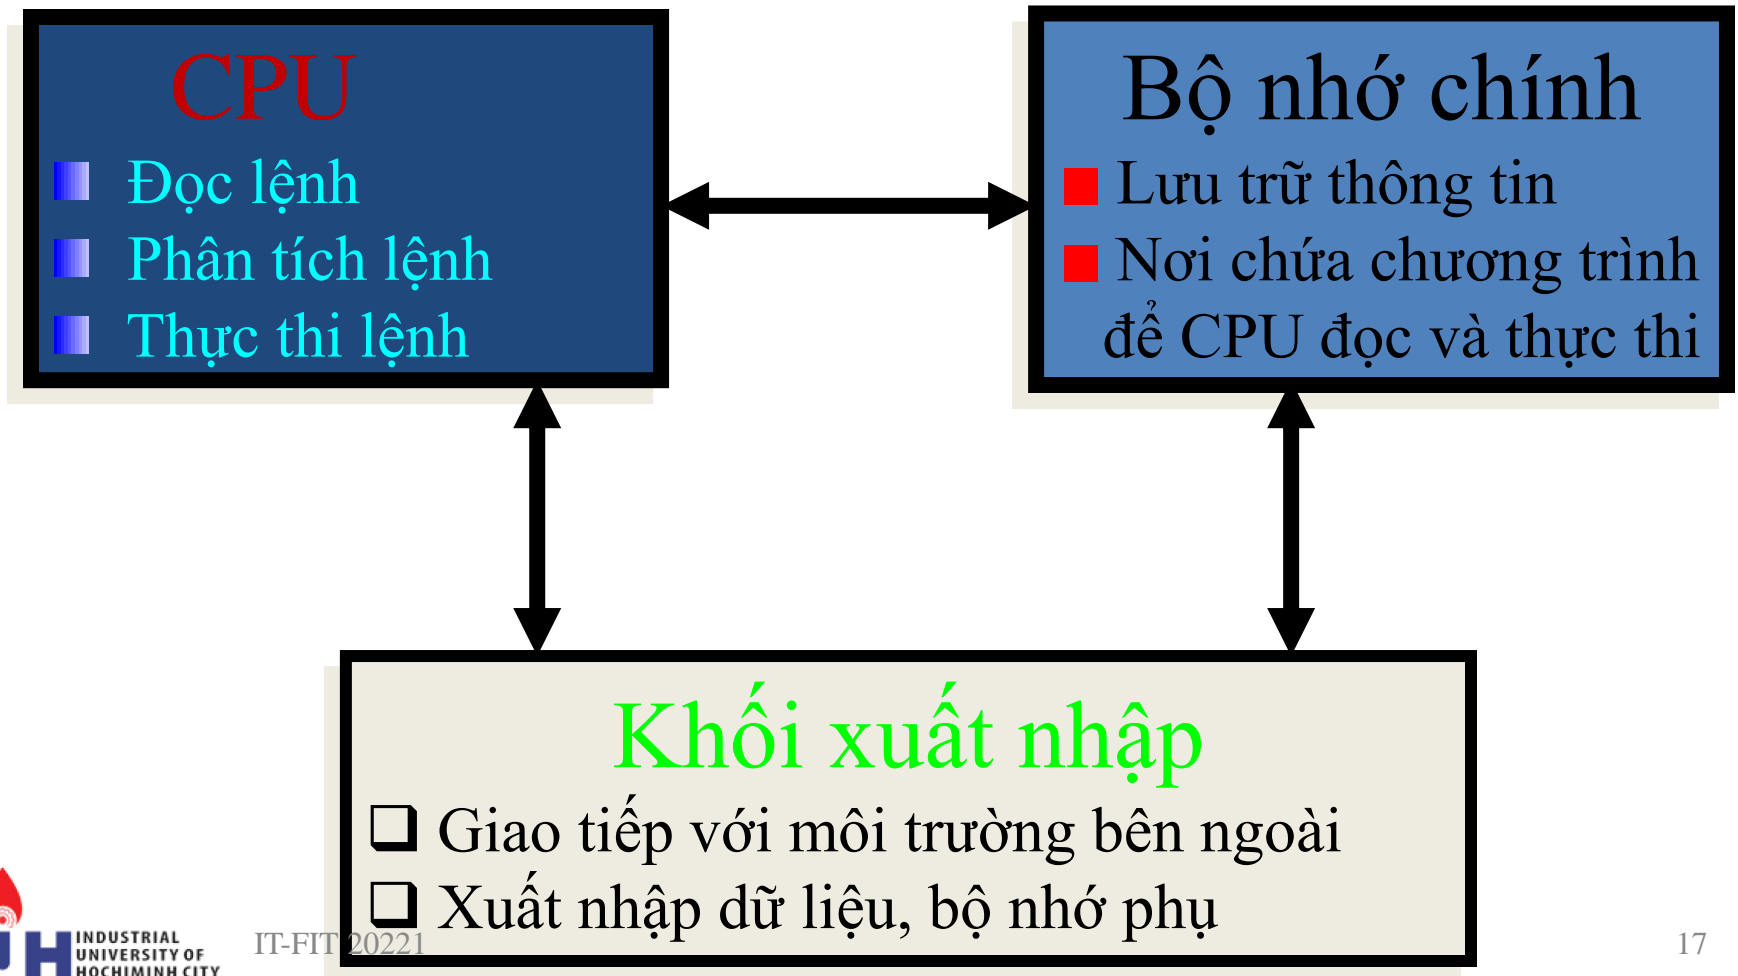 CPU
Đọc lệnh
Phân tích lệnh
Thực thi lệnh
Bộ nhớ chính
Lưu trữ thông tin
Nơi chứa chương trình
để CPU đọc và thực thi
Khối xuất nhập
Giao tiếp với môi trường bên ngoài
Xuất nhập dữ liệu, bộ nhớ phụ
INDUSTRIAL
UNIVERSITY OF
HOCHIMINH CITY
IT-FIT 20221
17